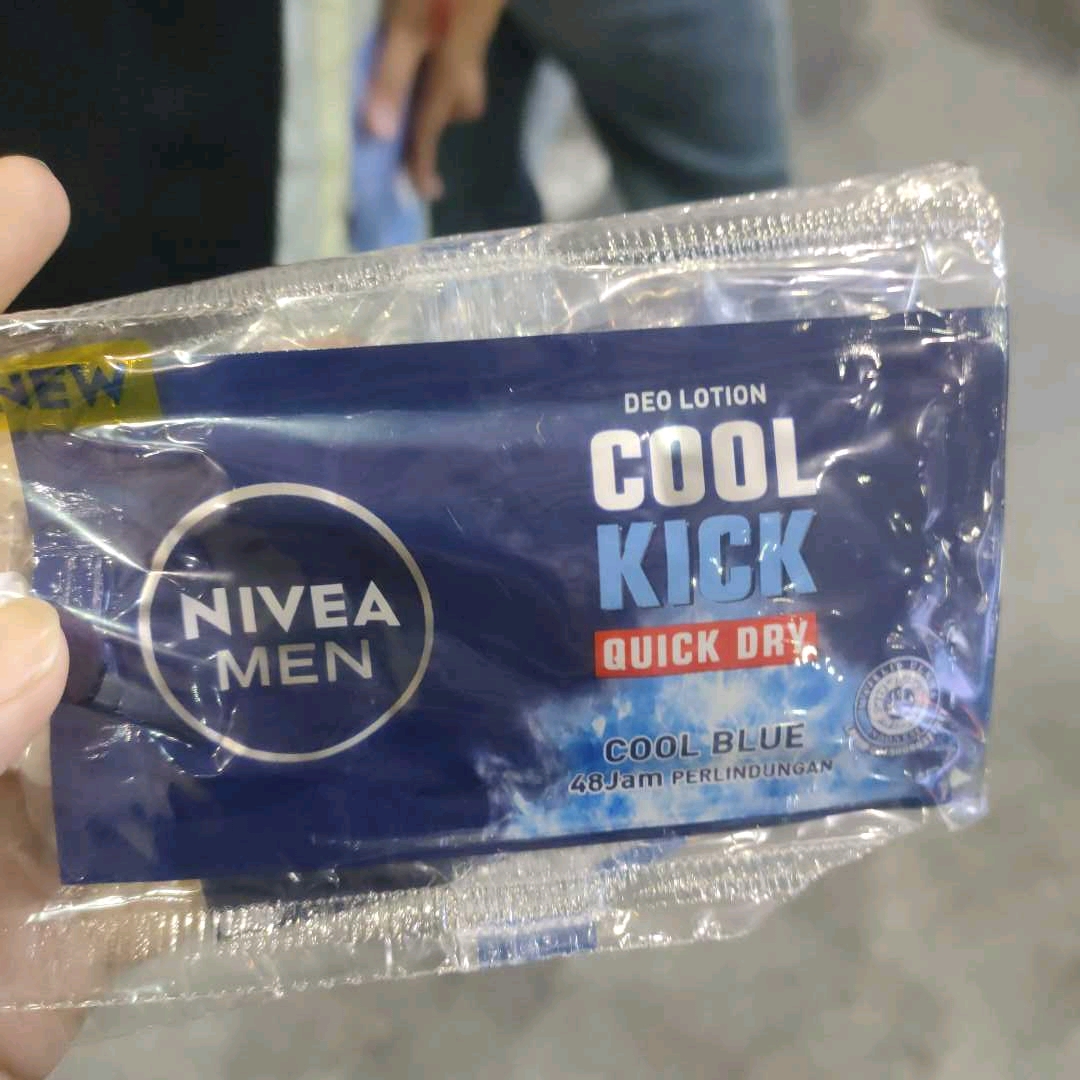 NEW
NIVEA
MEN
DEO LOTION
COOL
KICK
QUICK DRY
COOL BLUE
48Jam PERLINDUNGAN